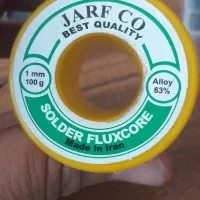 JARF CO
BEST QUALITY
1 mm
100 g
Alloy
63%
SOLDER FLUXCORE
Made in Iran